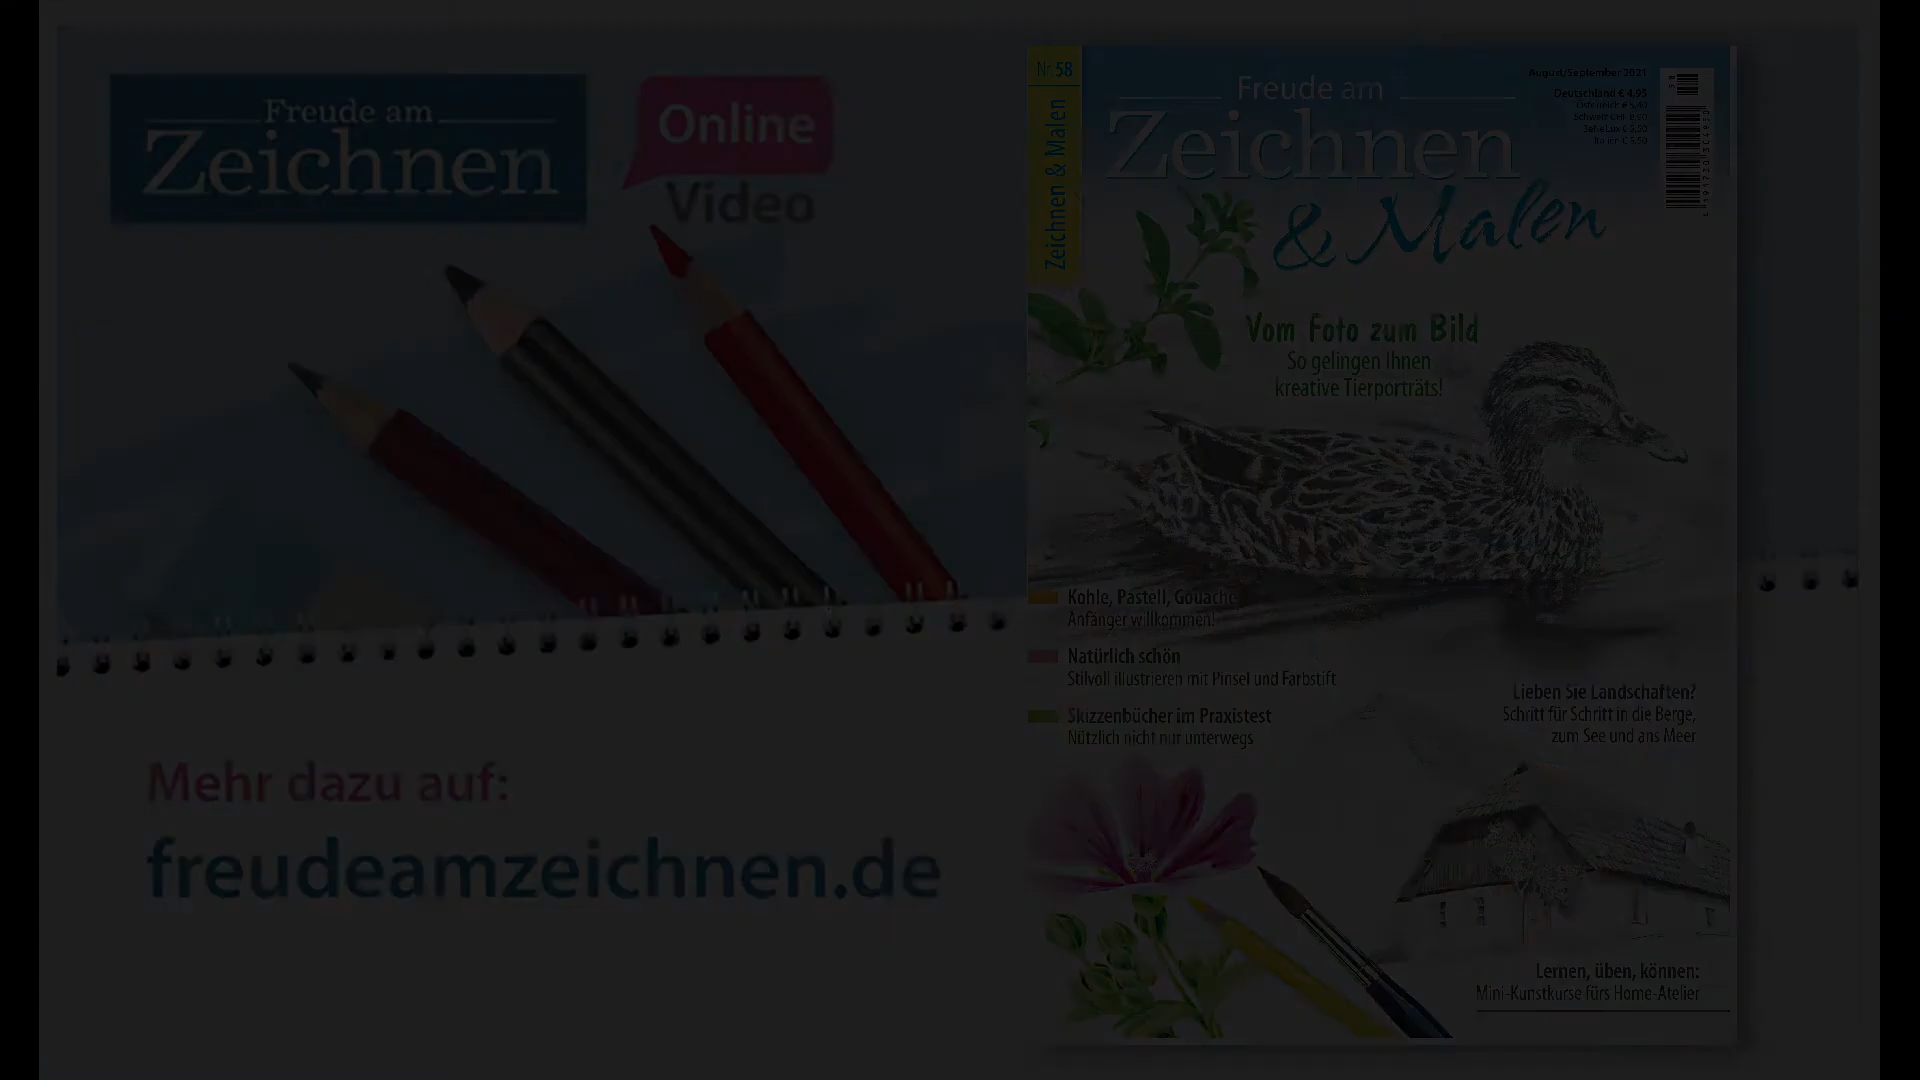 Freude am
Zeichnen
Online
Video
Mehr dazu auf:
freudeamzeichnen.de
Nr. 58
Zeichnen & Malen
August/September 2021
Deutschland € 4,95
Freude am
Zeichnen
& Malen
Vom Foto zum Bild
So gelingen Ihnen
kreative Tierporträts!
Kohle, Pastell, Gouache
Anfänger willkommen!
Natürlich schön
Stilvoll illustrieren mit Pinsel und Farbstift
Skizzenbücher im Praxistest
Nützlich nicht nur unterwegs
Lieben Sie Landschaften?
Schritt für Schritt in die Berge,
zum See und ans Meer
Lernen, üben, können:
Mini-Kunstkurse fürs Home-Atelier